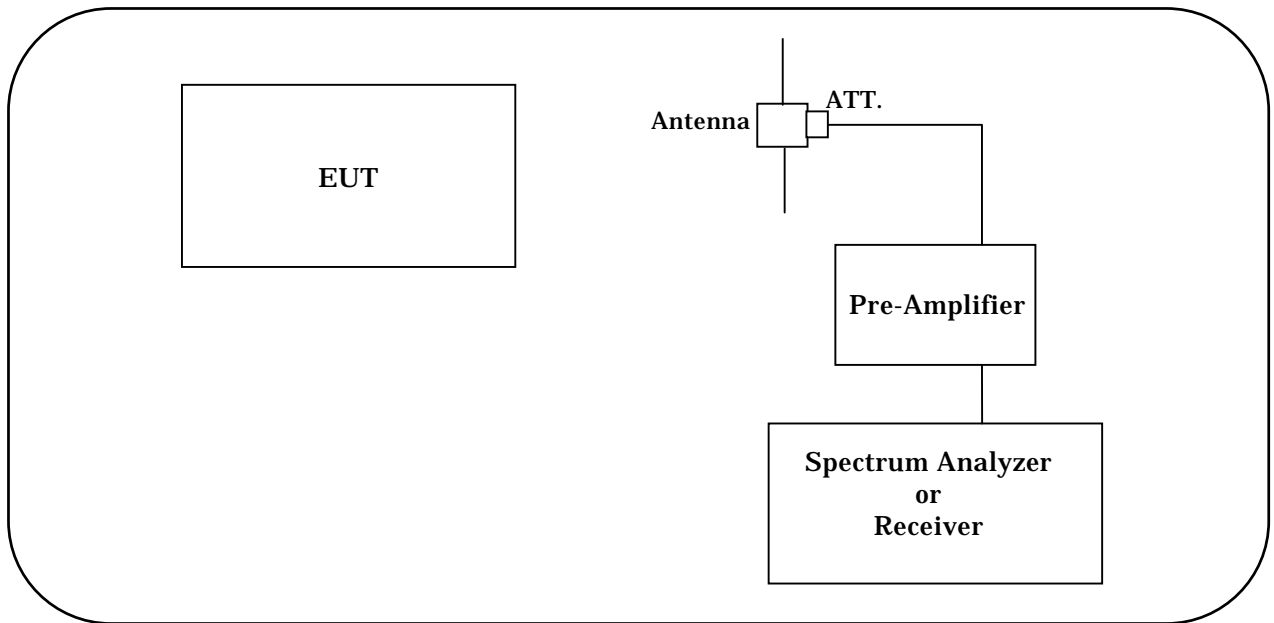 ATT.
Antenna
EUT
Pre-Amplifier
Spectrum Analyzer
or
Receiver